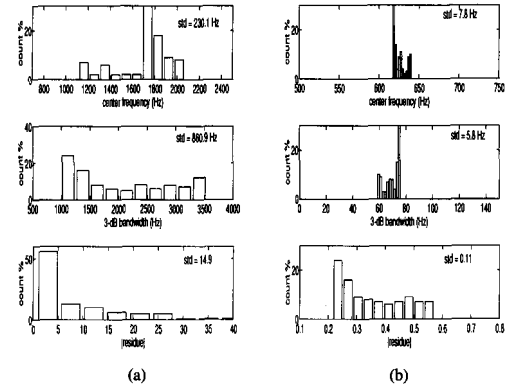 30
20
10
0
count %
std = 230.1 Hz
800 1000 1200 1400 1600 1800 2000 2200 2400
center frequency (Hz)
20
0
count %
std = 7.8 Hz
500 550 600 650 700 750
center frequency (Hz)
40
20
0
count %
std = 860.9 Hz
500 1000 1500 2000 2500 3000 3500 4000
3-dB bandwidth (Hz)
20
0
count %
std = 5.8 Hz
0 20 40 60 80 100 120 140
3-dB bandwidth (Hz)
50
0
count %
std = 14.9
0 5 10 15 20 25 30 35 40
|residue|
20
0
count %
std = 0.11
0.1 0.2 0.3 0.4 0.5 0.6 0.7 0.8
|residue|
(a)
(b)